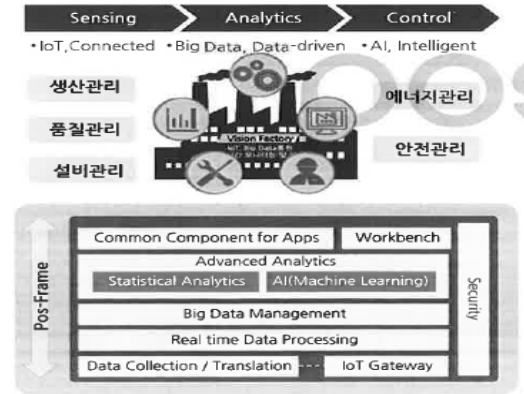 Sensing Analytics Control
•IoT,Connected •Big Data, Data-driven •AI, Intelligent
생산관리
에너지관리
품질관리
Vision Factory
안전관리
설비관리
Common Component for Apps Workbench
Advanced Analytics
Statistical Analytics AI(Machine Learning)
Big Data Management
Real time Data Processing
Data Collection / Translation IoT Gateway
Pos-Frame
Security